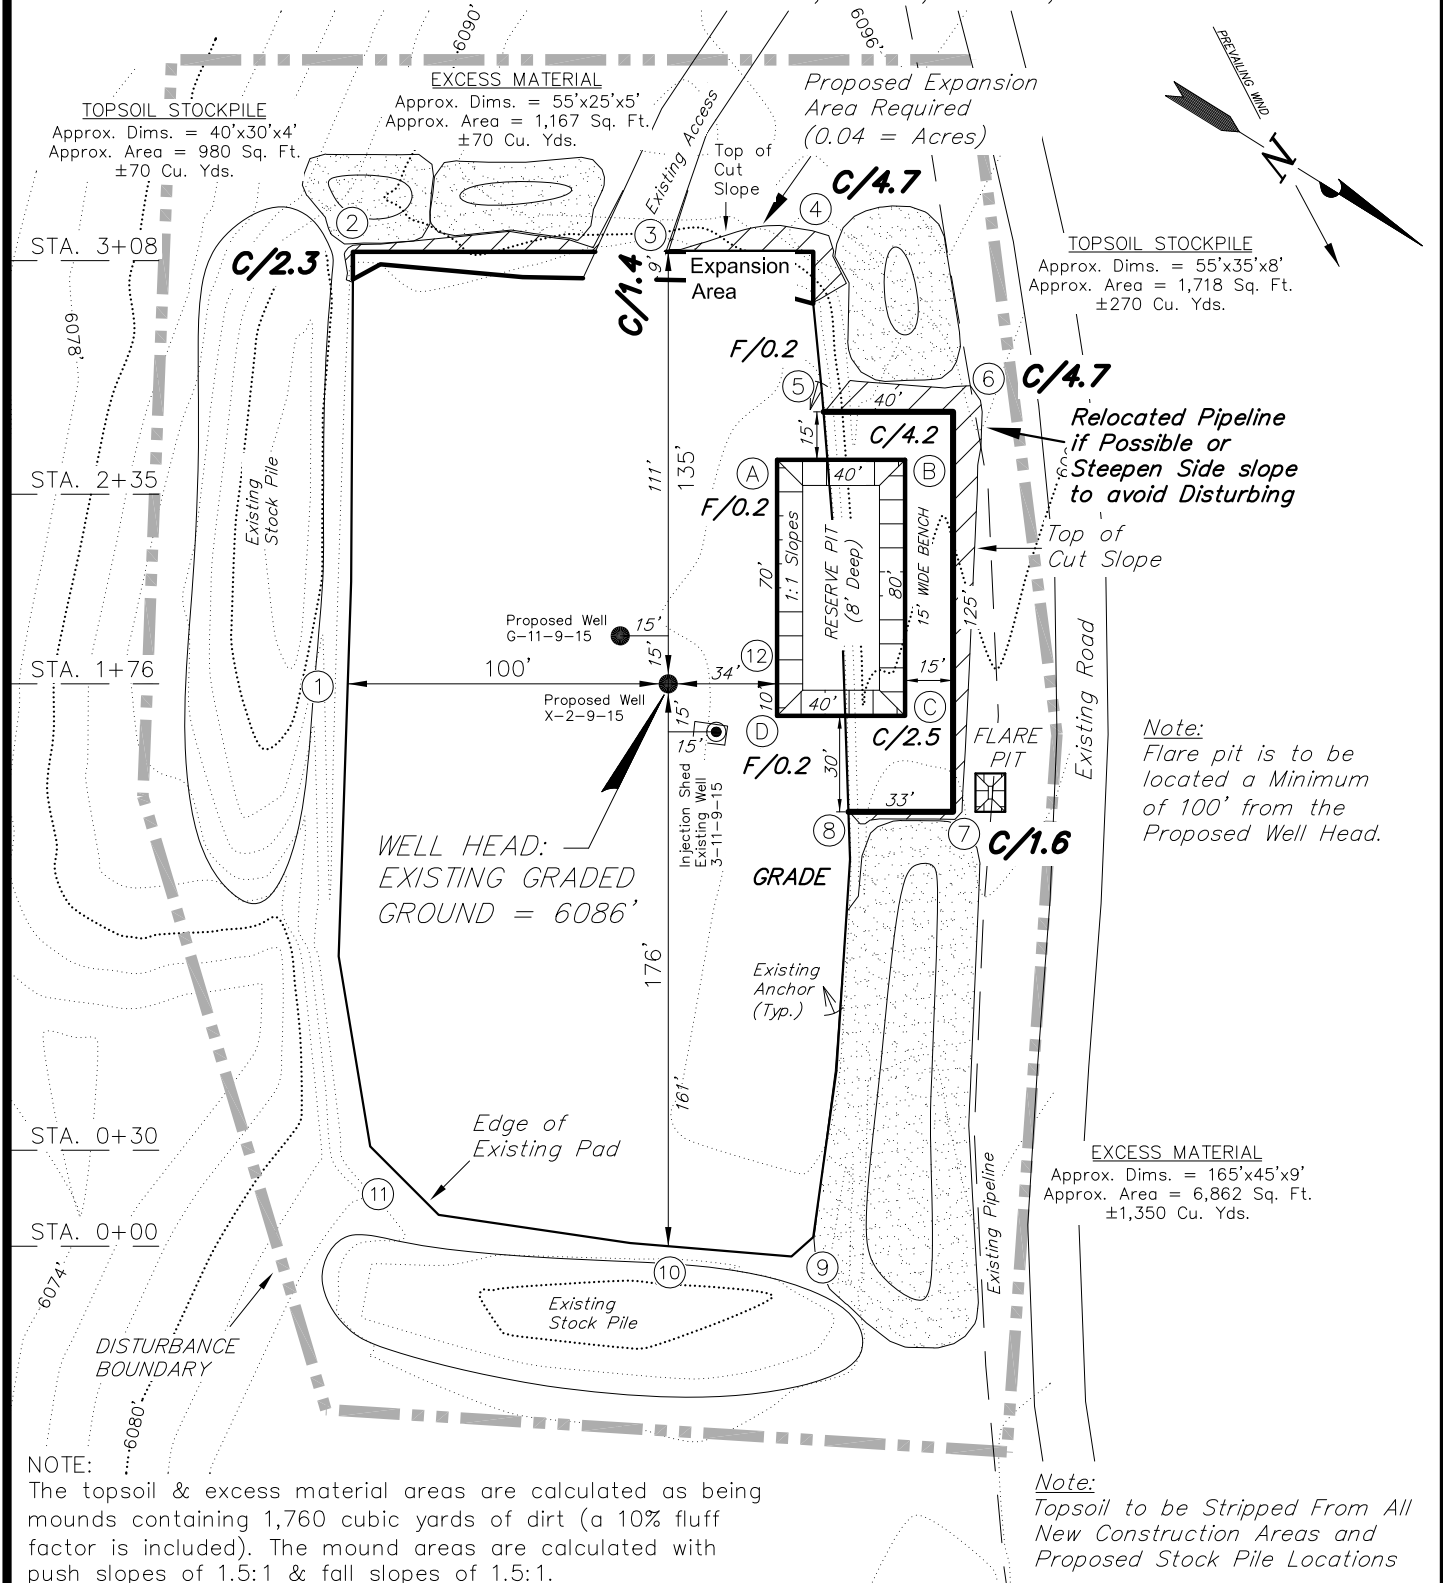 6090'
6096'
PREVAILING WIND
N
EXCESS MATERIAL
Approx. Dims. = 55'x25'x5'
Approx. Area = 1,167 Sq. Ft.
±70 Cu. Yds.
TOPSOIL STOCKPILE
Approx. Dims. = 40'x30'x4'
Approx. Area = 980 Sq. Ft.
±70 Cu. Yds.
Proposed Expansion
Area Required
(0.04 = Acres)
Existing Access
Top of
Cut
Slope
C/4.7
2
3
4
STA. 3+08
C/2.3
C/1.4
9'
Expansion
Area
TOPSOIL STOCKPILE
Approx. Dims. = 55'x35'x8'
Approx. Area = 1,718 Sq. Ft.
±270 Cu. Yds.
6078'
F/0.2
5
6
C/4.7
40'
15'
C/4.2
Relocated Pipeline
if Possible or
Steepen Side slope
to avoid Disturbing
STA. 2+35
Existing
Stock Pile
111'
135'
A
40'
B
F/0.2
Top of
Cut Slope
70'
1:1 Slopes
RESERVE PIT
(8' Deep)
80'
15' WIDE BENCH
125'
Proposed Well
G-11-9-15
15'
15'
12
STA. 1+76
1
100'
34'
15'
Proposed Well
X-2-9-15
10'
40'
C
15'
15'
D
C/2.5
F/0.2
30'
FLARE
PIT
Existing Road
Note:
Flare pit is to be
located a Minimum
of 100' from the
Proposed Well Head.
Injection Shed
Existing Well
3-11-9-15
33'
8
7
C/1.6
WELL HEAD:
EXISTING GRADED
GROUND = 6086'
GRADE
176'
Existing
Anchor
(Typ.)
161'
Edge of
Existing Pad
STA. 0+30
EXCESS MATERIAL
Approx. Dims. = 165'x45'x9'
Approx. Area = 6,862 Sq. Ft.
±1,350 Cu. Yds.
11
Existing Pipeline
STA. 0+00
10
9
6074'
Existing
Stock Pile
DISTURBANCE
BOUNDARY
6080'
NOTE:
The topsoil & excess material areas are calculated as being
mounds containing 1,760 cubic yards of dirt (a 10% fluff
factor is included). The mound areas are calculated with
push slopes of 1.5:1 & fall slopes of 1.5:1.
Note:
Topsoil to be Stripped From All
New Construction Areas and
Proposed Stock Pile Locations